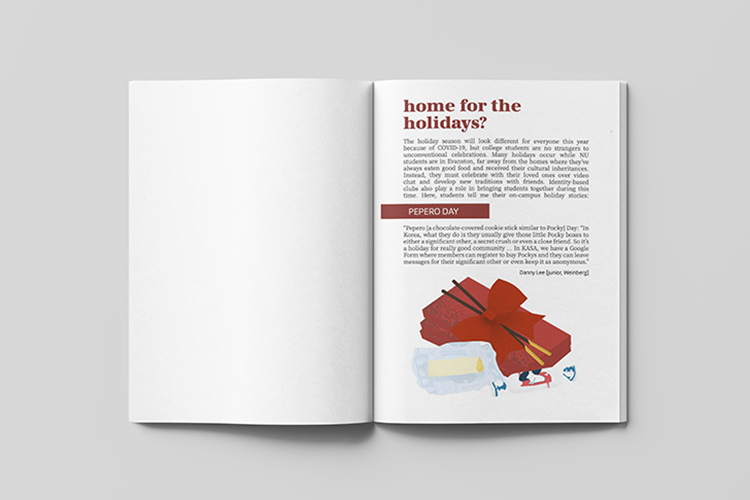 home for the
holidays?
The holiday season will look different for everyone this year
because of COVID-19, but college students are no strangers to
unconventional celebrations. Many holidays occur while NU
students are in Evanston, far away from the homes where they've
always eaten good food and received their cultural inheritances.
Instead, they must celebrate with their loved ones over video
chat and develop new traditions with friends. Identity-based
clubs also play a role in bringing students together during this
time. Here, students tell me their on-campus holiday stories:
PEPERO DAY
"Pepero [a chocolate-covered cookie stick similar to Pocky] Day: "In
Korea, what they do is they usually give those little Pocky boxes to
either a significant other, a secret crush or even a close friend. So it's
a holiday for really good community ... In KASA, we have a Google
Form where members can register to buy Pockys and they can leave
messages for their significant other or even keep it as anonymous."
Danny Lee [junior, Weinberg]